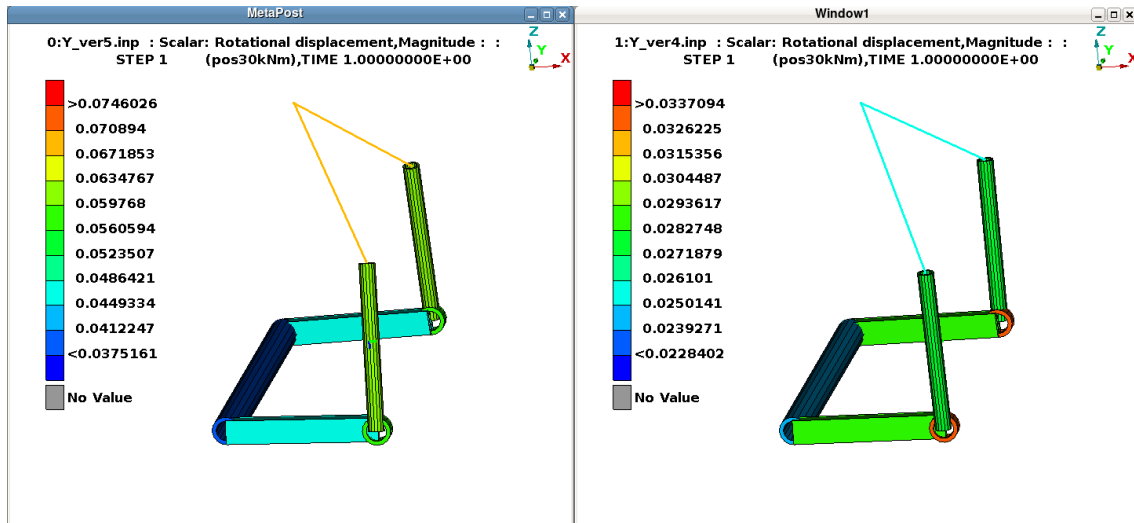 MetaPost
0:Y_ver5.inp : Scalar: Rotational displacement,Magnitude : :
STEP 1 (pos30kNm),TIME 1.00000000E+00
Z
Y
X
>0.0746026
0.070894
0.0671853
0.0634767
0.059768
0.0560594
0.0523507
0.0486421
0.0449334
0.0412247
<0.0375161
No Value
Window1
1:Y_ver4.inp : Scalar: Rotational displacement,Magnitude : :
STEP 1 (pos30kNm),TIME 1.00000000E+00
Z
Y
X
>0.0337094
0.0326225
0.0315356
0.0304487
0.0293617
0.0282748
0.0271879
0.026101
0.0250141
0.0239271
<0.0228402
No Value